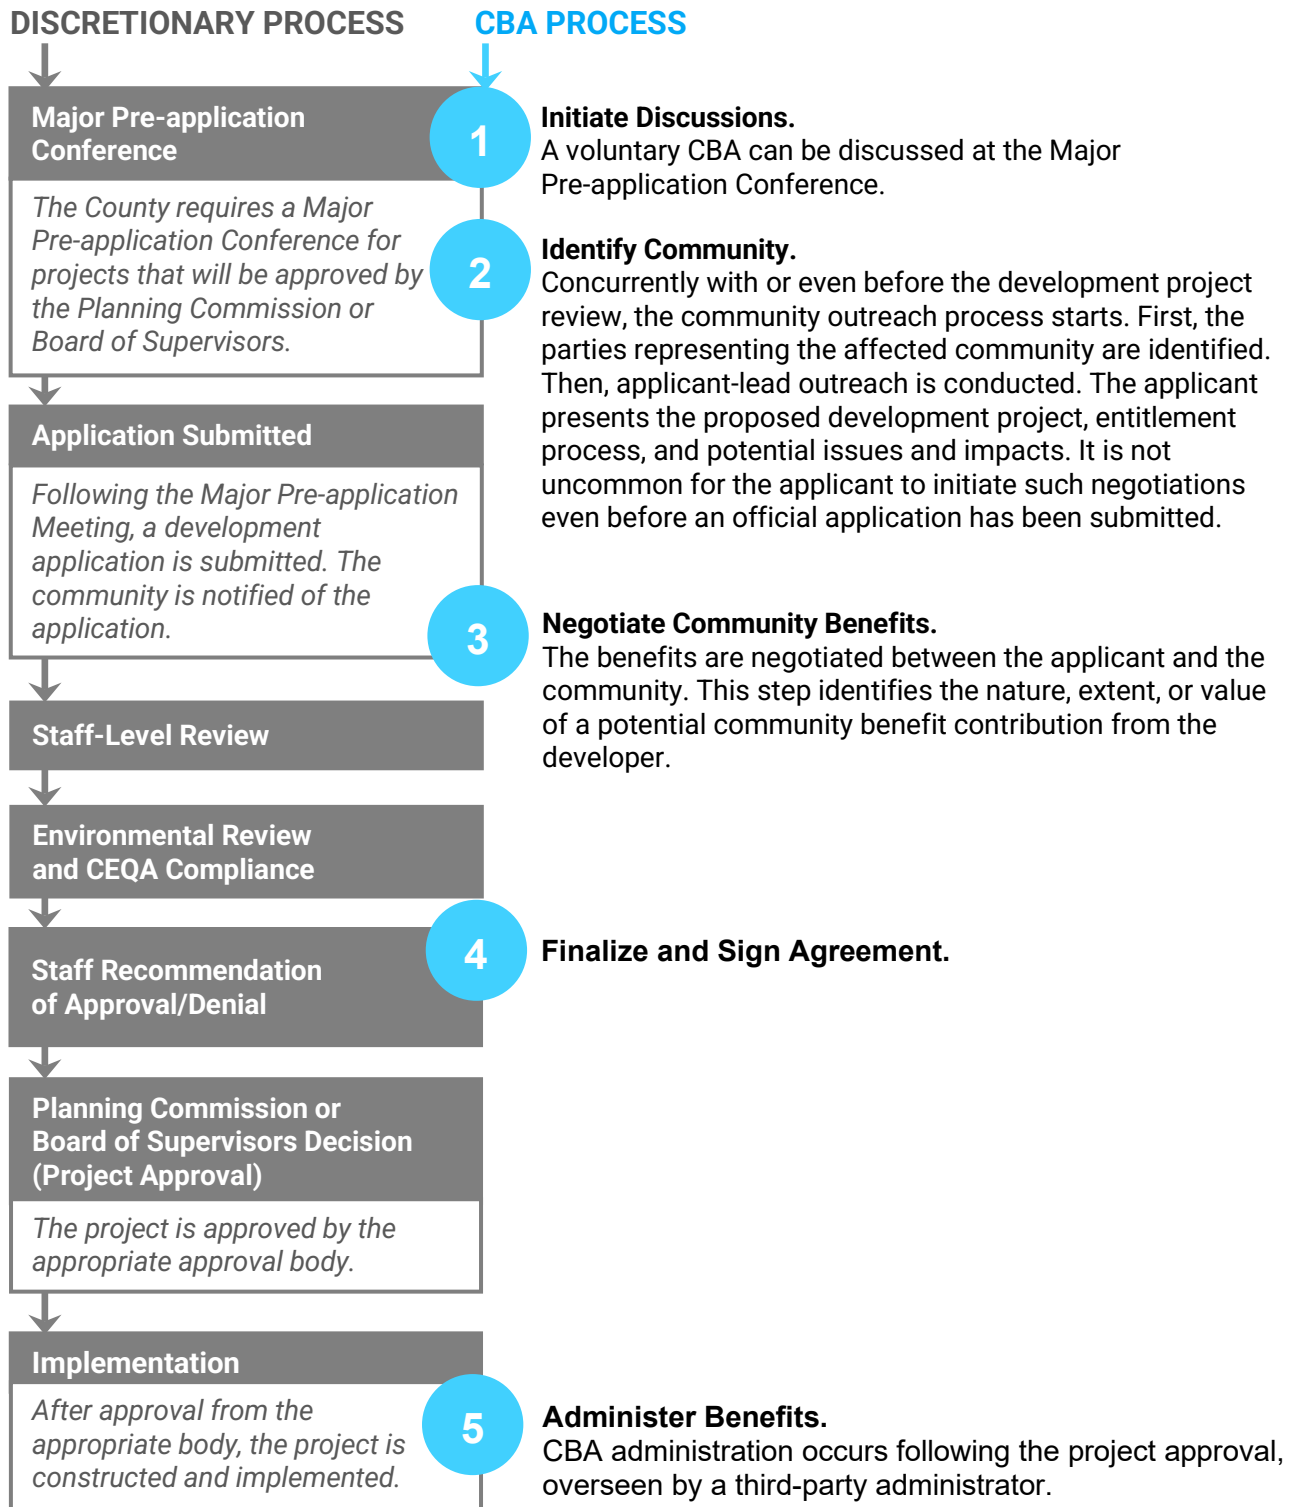 DISCRETIONARY PROCESS
CBA PROCESS
Major Pre-application
Conference
The County requires a Major
Pre-application Conference for
projects that will be approved by
the Planning Commission or
Board of Supervisors.
1
Initiate Discussions.
A voluntary CBA can be discussed at the Major
Pre-application Conference.
2
Identify Community.
Concurrently with or even before the development project
review, the community outreach process starts. First, the
parties representing the affected community are identified.
Then, applicant-lead outreach is conducted. The applicant
presents the proposed development project, entitlement
process, and potential issues and impacts. It is not
uncommon for the applicant to initiate such negotiations
even before an official application has been submitted.
Application Submitted
Following the Major Pre-application
Meeting, a development
application is submitted. The
community is notified of the
application.
3
Negotiate Community Benefits.
The benefits are negotiated between the applicant and the
community. This step identifies the nature, extent, or value
of a potential community benefit contribution from the
developer.
Staff-Level Review
Environmental Review
and CEQA Compliance
Staff Recommendation
of Approval/Denial
4
Finalize and Sign Agreement.
Planning Commission or
Board of Supervisors Decision
(Project Approval)
The project is approved by the
appropriate approval body.
Implementation
After approval from the
appropriate body, the project is
constructed and implemented.
5
Administer Benefits.
CBA administration occurs following the project approval,
overseen by a third-party administrator.